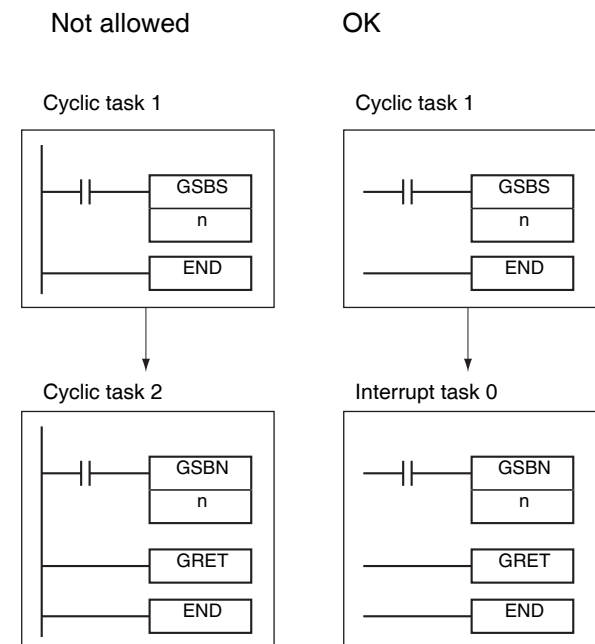 Not allowed
OK
Cyclic task 1
GSBS
n
END
Cyclic task 2
GSBN
n
GRET
END
Cyclic task 1
GSBS
n
END
Interrupt task 0
GSBN
n
GRET
END